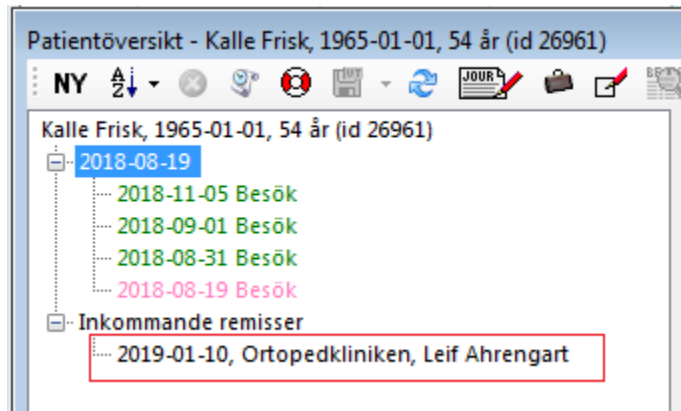 Patientöversikt - Kalle Frisk, 1965-01-01, 54 år (id 26961)
NY A Z JOUR
Kalle Frisk, 1965-01-01, 54 år (id 26961)
2018-08-19
2018-11-05 Besök
2018-09-01 Besök
2018-08-31 Besök
2018-08-19 Besök
Inkommande remisser
2019-01-10, Ortopedkliniken, Leif Ahrengart